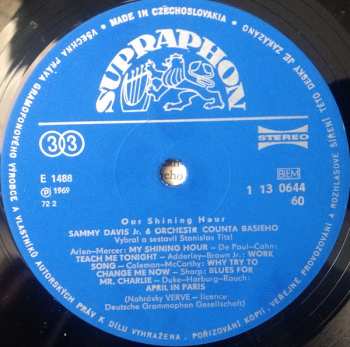 MADE IN CZECHOSLOVAKIA
VŠECHNA PRÁVA GRAMOFONOVÉHO VÝROBCE A VLASTNÍKŮ AUTORSKÝCH PRAV K DÍLU VYHRAŽENA. POŘIZOVÁNÍ KOPIÍ, VEŘEJNÉ PROVOZOVÁNÍ A ROZHLASOVÉ ŠÍŘENÍ TÉTO DESKY JE ZAKÁZÁNO
SUPRAPHON
33
STEREO
E 1488
℗ 1969
72 2
BIEM
1 13 0644
60
Our Shining Hour
SAMMY DAVIS Jr. & ORCHESTR COUNTA BASIEHO
Vybral a sestavil Stanislav Titzl
Arlen-Mercer: MY SHINING HOUR - De Paul-Cahn:
TEACH ME TONIGHT - Adderley-Brown Jr.: WORK
SONG - Coleman-McCarthy: WHY TRY TO
CHANGE ME NOW - Sharp: BLUES FOR
MR. CHARLIE - Duke-Harburg-Rauch:
APRIL IN PARIS
(Nahrávky VERVE - licence
Deutsche Grammophon Gesellschaft)